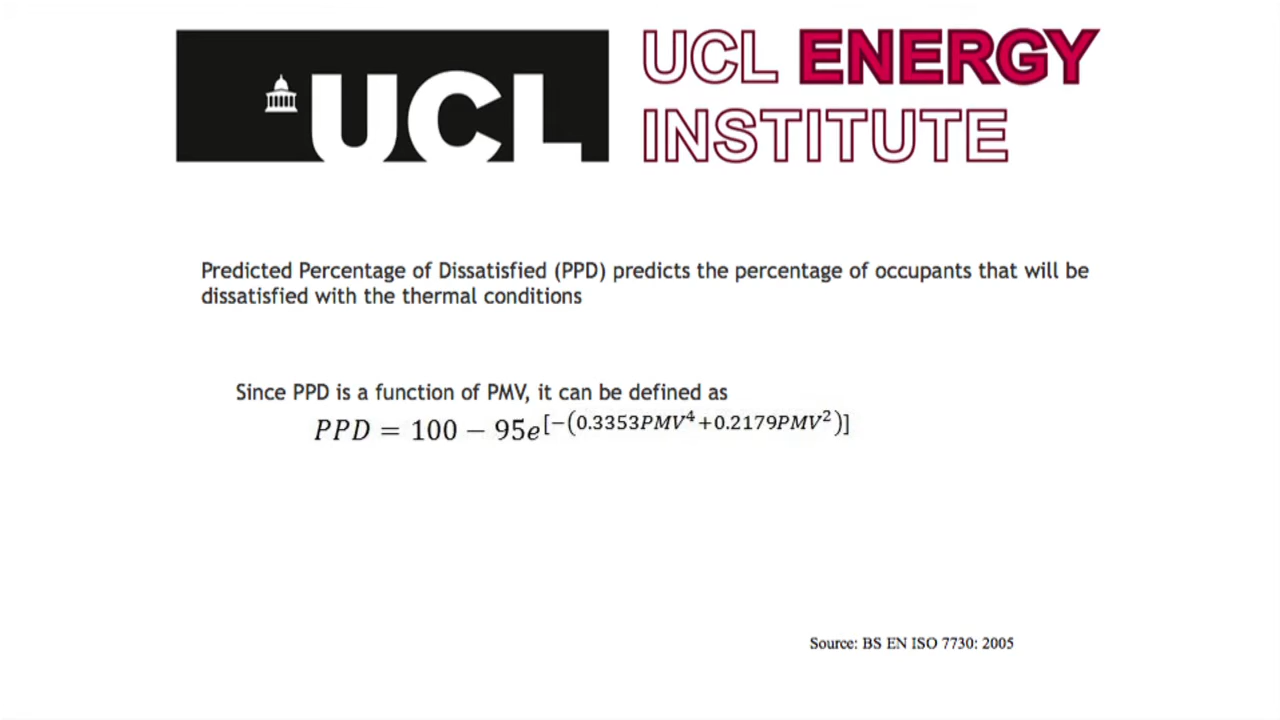 UCL
UCL ENERGY
INSTITUTE
Predicted Percentage of Dissatisfied (PPD) predicts the percentage of occupants that will be
dissatisfied with the thermal conditions
Since PPD is a function of PMV, it can be defined as
PPD = 100 − 95e^[−(0.3353PMV⁴+0.2179PMV²)]
Source: BS EN ISO 7730: 2005